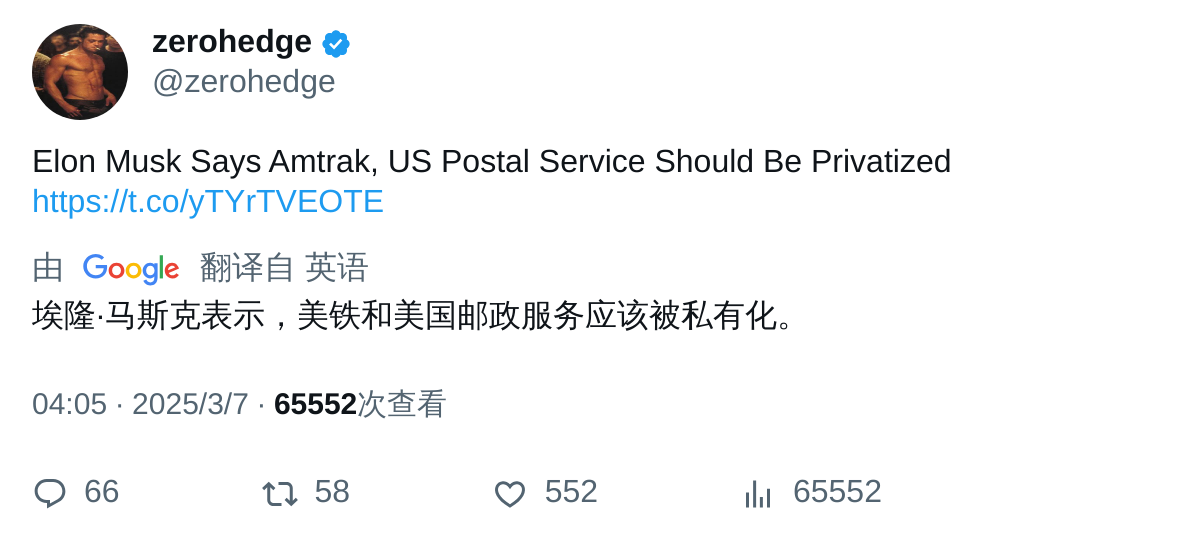 zerohedge
@zerohedge
Elon Musk Says Amtrak, US Postal Service Should Be Privatized
https://t.co/yTYrTVEOTE
由 Google 翻译自 英语
埃隆·马斯克表示，美铁和美国邮政服务应该被私有化。
04:05 · 2025/3/7 · 65552次查看
66 58 552 65552